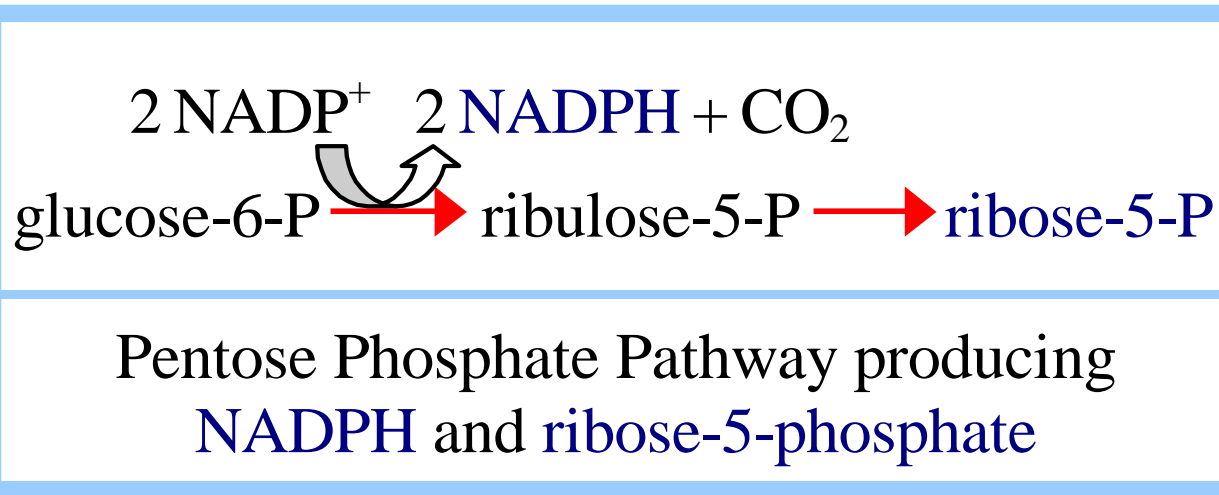 2 NADP⁺ 2 NADPH + CO₂
glucose-6-P ribulose-5-P ribose-5-P
Pentose Phosphate Pathway producing
NADPH and ribose-5-phosphate